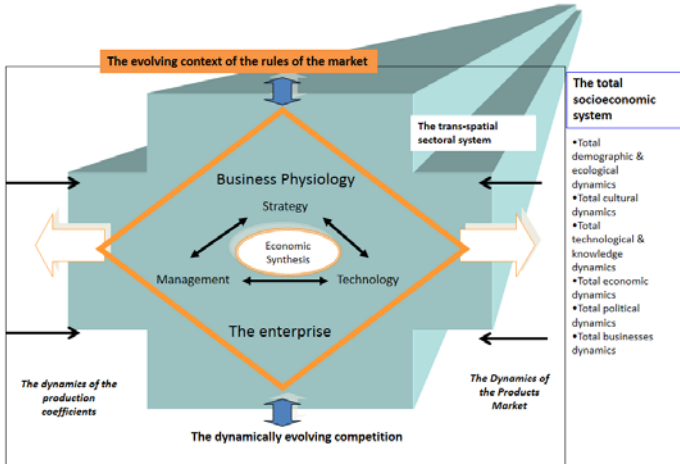 The evolving context of the rules of the market
The total
socioeconomic
system
The trans-spatial
sectoral system
•Total
demographic &
ecological
dynamics
•Total cultural
dynamics
•Total
technological &
knowledge
dynamics
•Total economic
dynamics
•Total political
dynamics
•Total businesses
dynamics
Business Physiology
Strategy
Economic
Synthesis
Management
Technology
The enterprise
The dynamics of the
production
coefficients
The Dynamics of
the Products
Market
The dynamically evolving competition